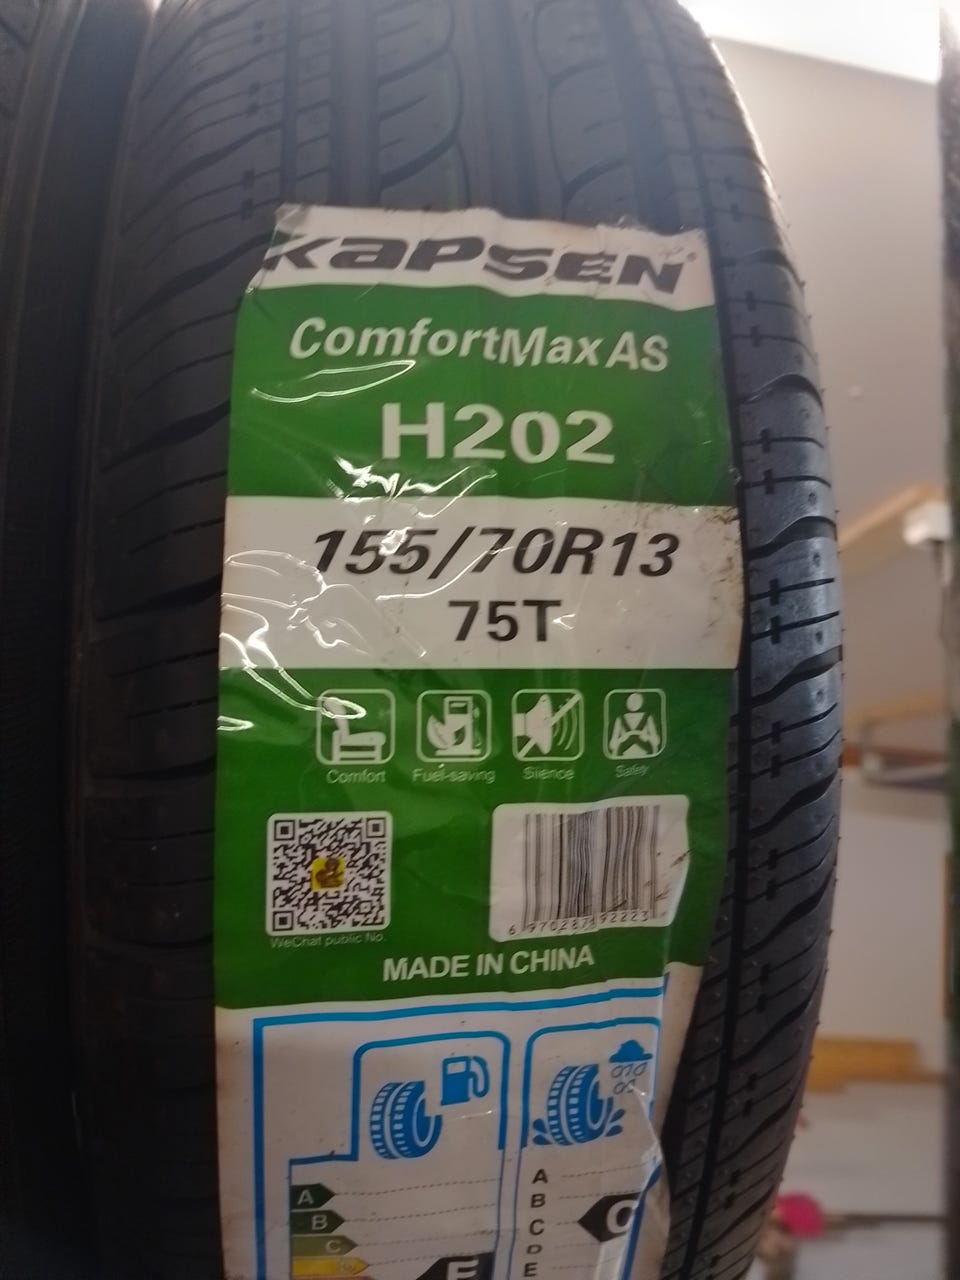 KAPSEN
ComfortMax AS
H202
155/70R13
75T
Comfort Fuel-saving Silence Safety
WeChat public No.
MADE IN CHINA
A
B
C
E
A
B
C
D
E
C